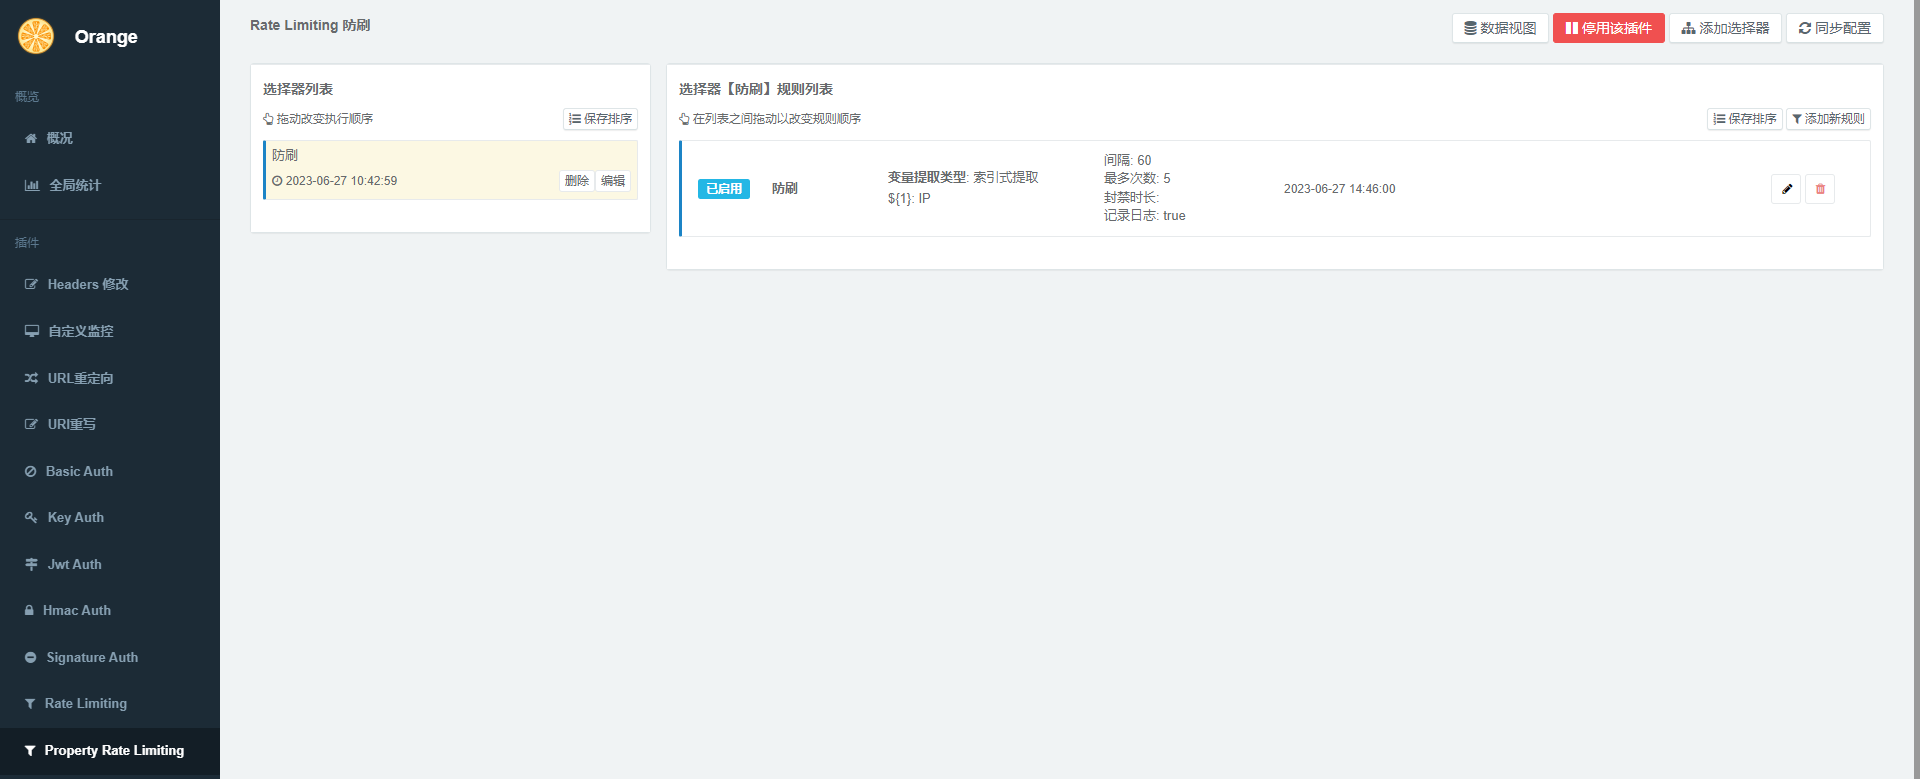 Orange
概览
概况
全局统计
插件
Headers 修改
自定义监控
URL重定向
URI重写
Basic Auth
Key Auth
Jwt Auth
Hmac Auth
Signature Auth
Rate Limiting
Property Rate Limiting
Rate Limiting 防刷
数据视图 停用该插件 添加选择器 同步配置
选择器列表
拖动改变执行顺序 保存排序
防刷
2023-06-27 10:42:59 删除 编辑
选择器【防刷】规则列表
在列表之间拖动以改变规则顺序 保存排序 添加新规则
已启用 防刷
变量提取类型: 索引式提取
${1}: IP
间隔: 60
最多次数: 5
封禁时长:
记录日志: true
2023-06-27 14:46:00